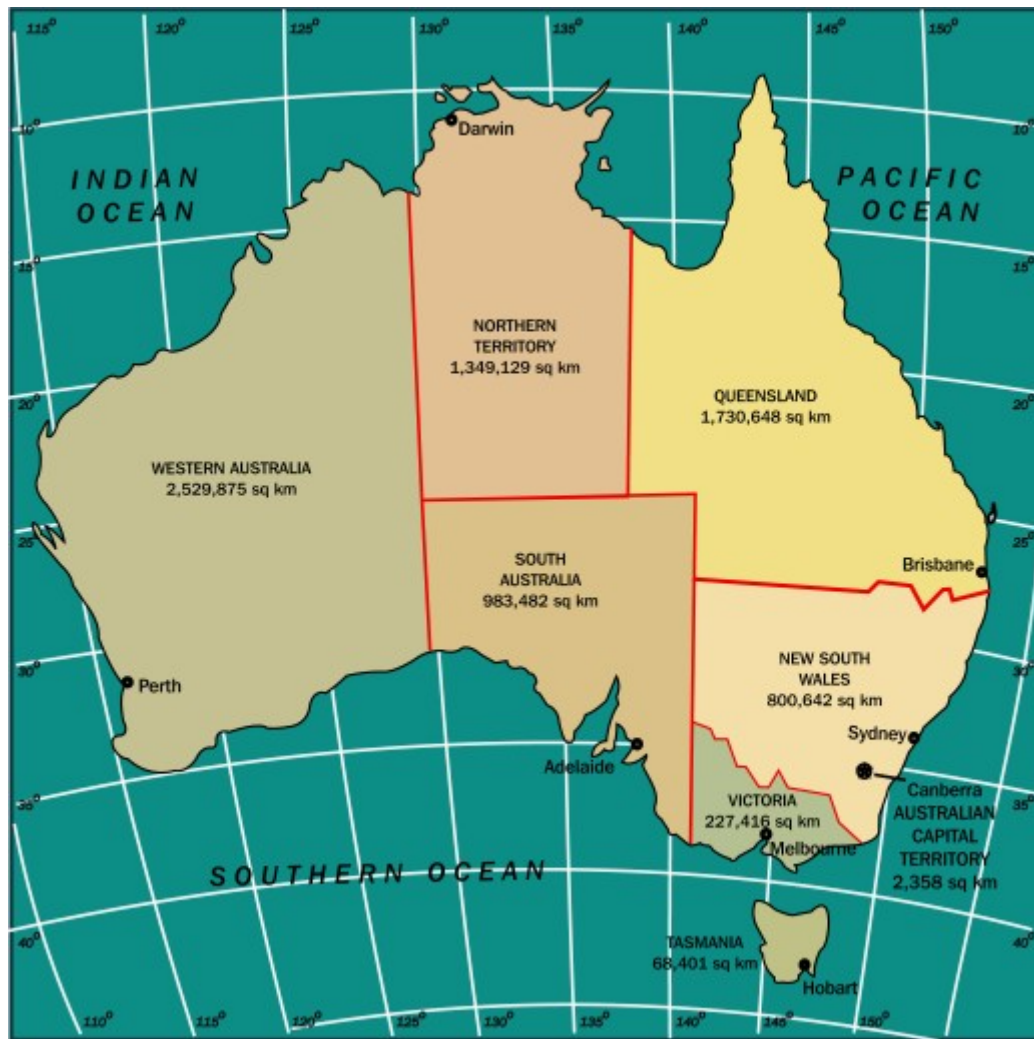 115°
120°
125°
130°
135°
140°
145°
150°
10°
10°
Darwin
INDIAN
OCEAN
PACIFIC
OCEAN
15°
15°
NORTHERN
TERRITORY
1,349,129 sq km
20°
20°
QUEENSLAND
1,730,648 sq km
WESTERN AUSTRALIA
2,529,875 sq km
25°
25°
SOUTH
AUSTRALIA
983,482 sq km
Brisbane
30°
30°
NEW SOUTH
WALES
800,642 sq km
Perth
Sydney
Adelaide
35°
35°
Canberra
AUSTRALIAN
CAPITAL
TERRITORY
2,358 sq km
VICTORIA
227,416 sq km
Melbourne
SOUTHERN OCEAN
40°
40°
TASMANIA
68,401 sq km
Hobart
110°
115°
120°
125°
130°
135°
140°
145°
150°